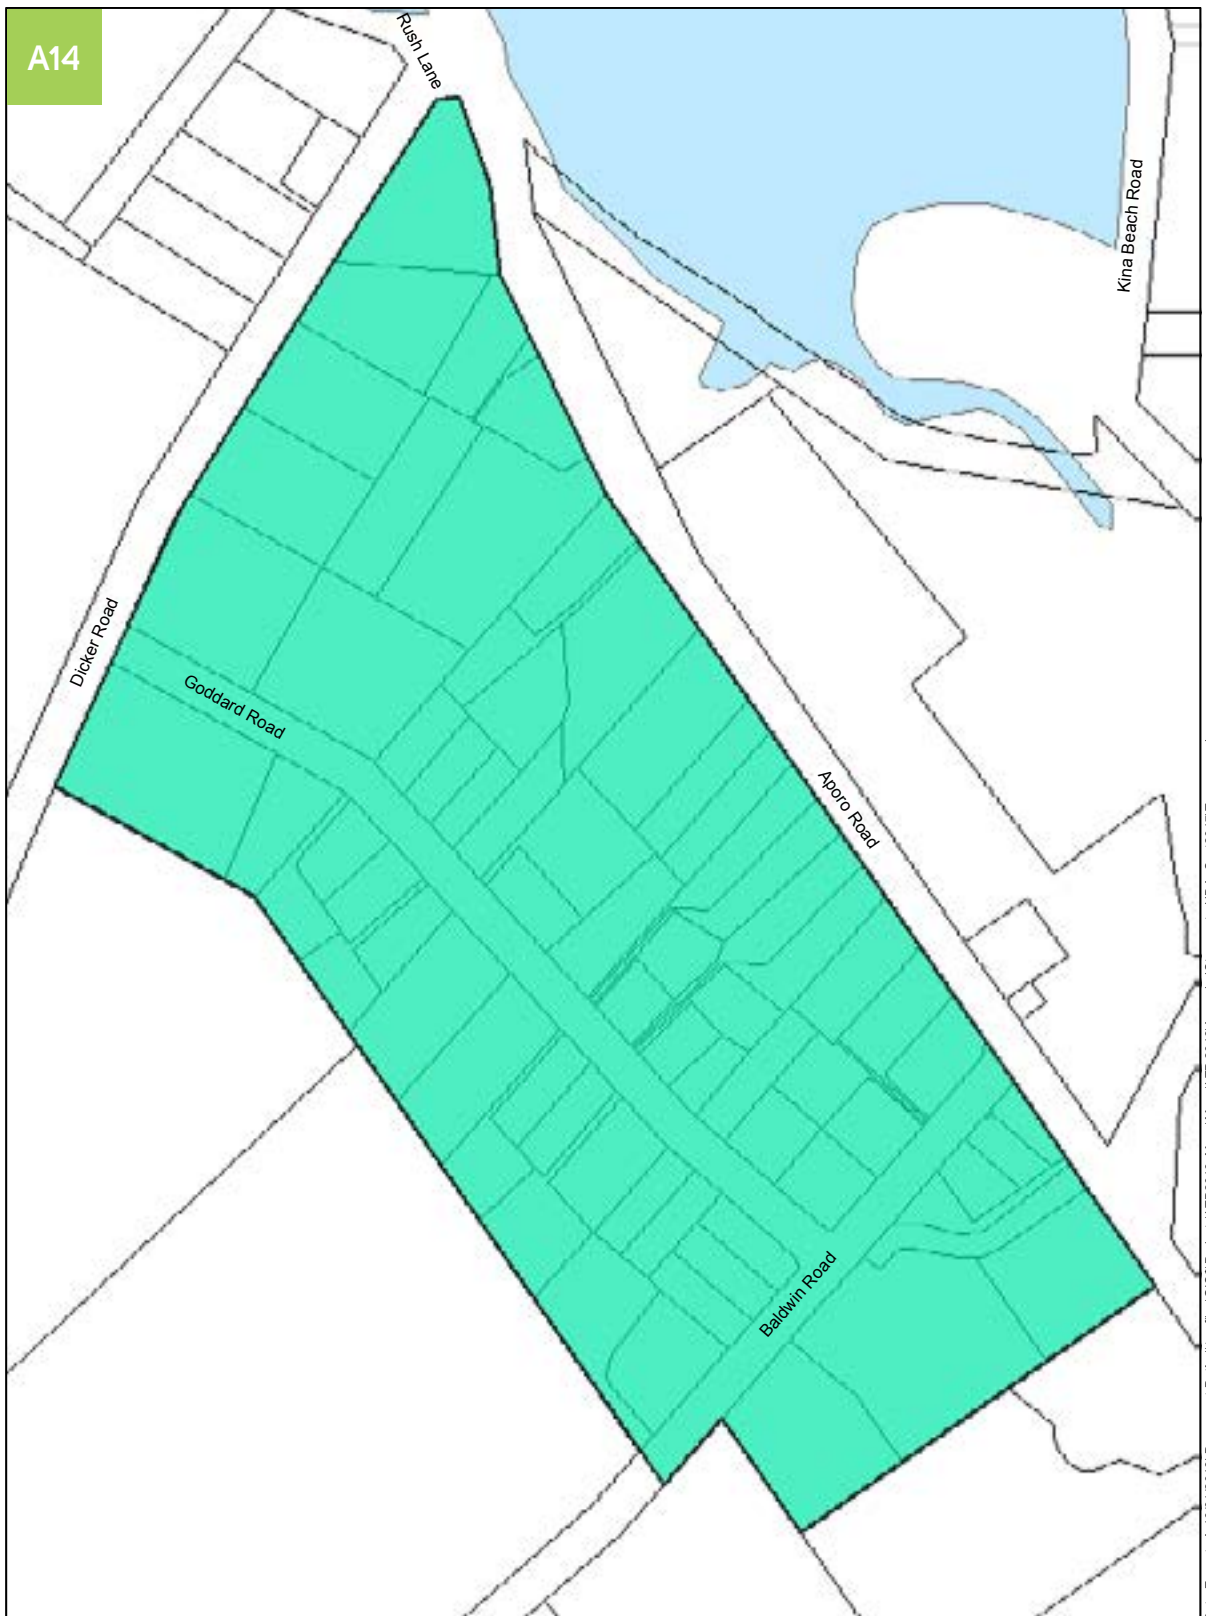 A14
Rush Lane
Kina Beach Road
Dicker Road
Goddard Road
Aporo Road
Baldwin Road